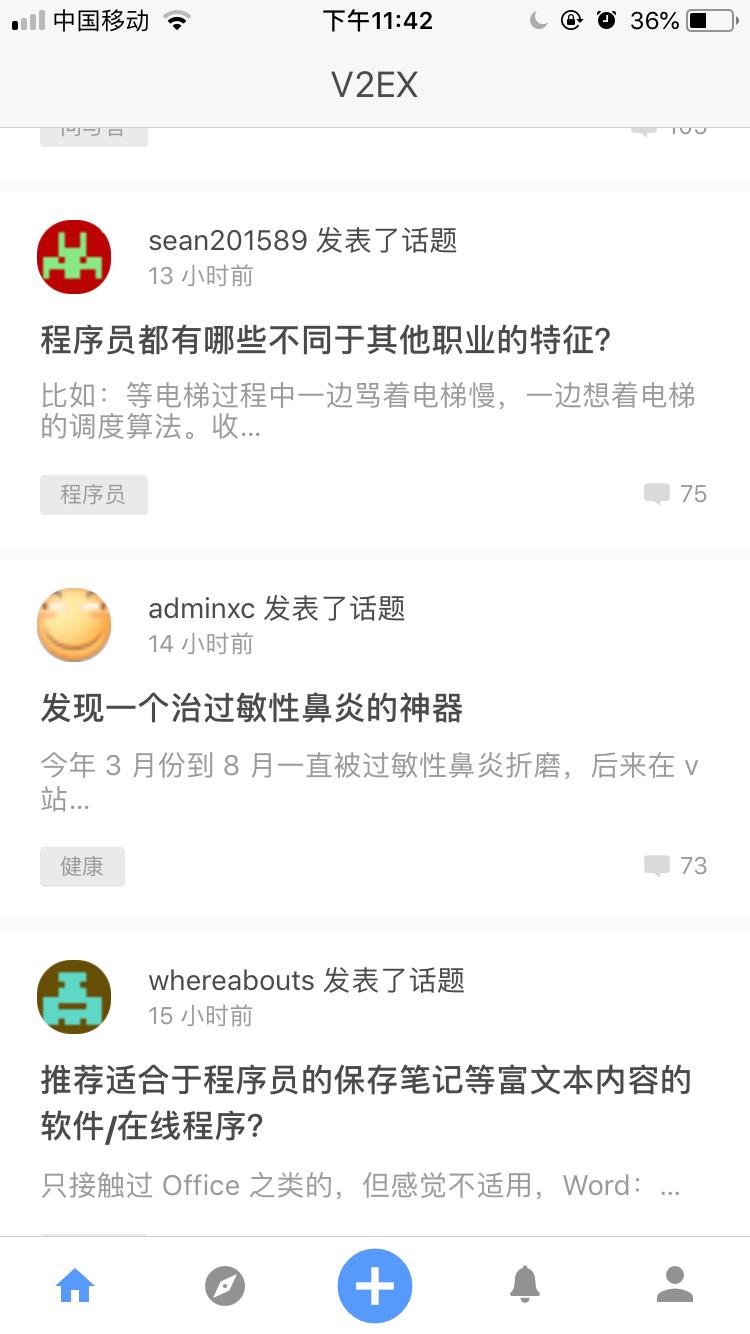 中国移动
下午11:42
36%
V2EX
sean201589 发表了话题
13 小时前
程序员都有哪些不同于其他职业的特征?
比如：等电梯过程中一边骂着电梯慢，一边想着电梯
的调度算法。收...
程序员
75
adminxc 发表了话题
14 小时前
发现一个治过敏性鼻炎的神器
今年 3 月份到 8 月一直被过敏性鼻炎折磨，后来在 v
站...
健康
73
whereabouts 发表了话题
15 小时前
推荐适合于程序员的保存笔记等富文本内容的
软件/在线程序?
只接触过 Office 之类的，但感觉不适用，Word：...